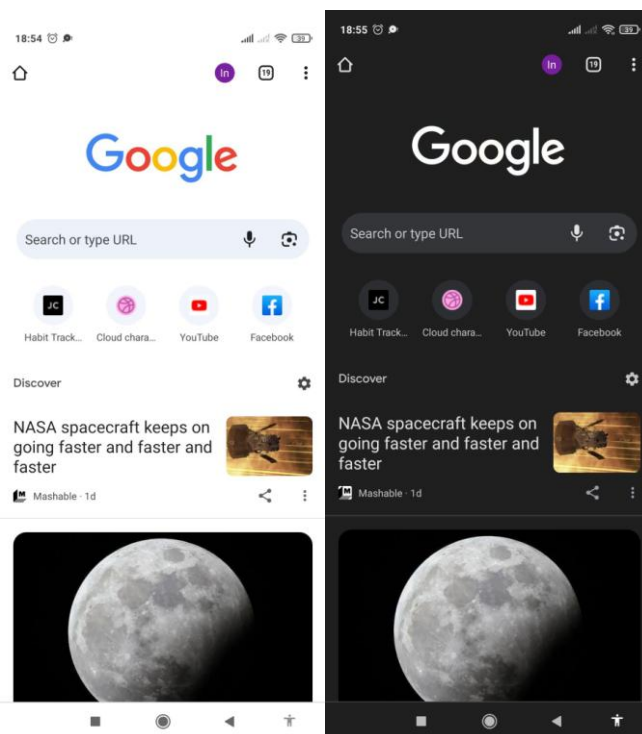 18:54
39
In
19
Google
Search or type URL
JC
Habit Track...
Cloud chara...
YouTube
Facebook
Discover
NASA spacecraft keeps on
going faster and faster and
faster
M
Mashable · 1d
18:55
39
In
19
Google
Search or type URL
JC
Habit Track...
Cloud chara...
YouTube
Facebook
Discover
NASA spacecraft keeps on
going faster and faster and
faster
M
Mashable · 1d